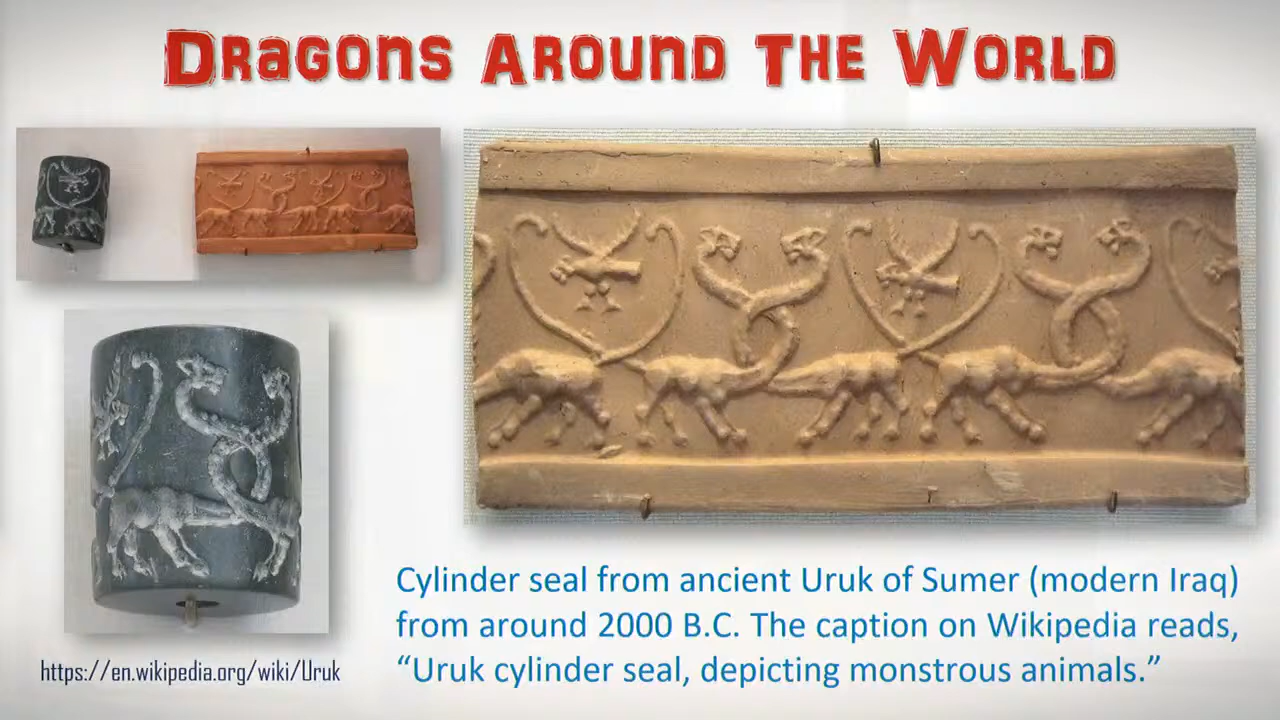 Dragons Around The World
Cylinder seal from ancient Uruk of Sumer (modern Iraq)
from around 2000 B.C. The caption on Wikipedia reads,
“Uruk cylinder seal, depicting monstrous animals.”
https://en.wikipedia.org/wiki/Uruk